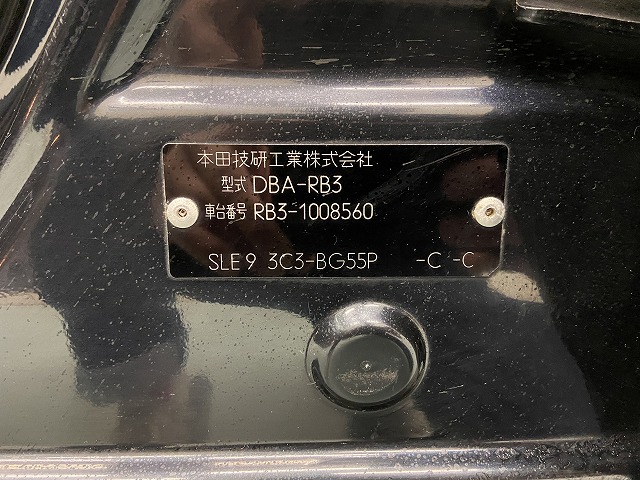 本田技研工業株式会社
型式 DBA-RB3
車台番号 RB3-1008560
SLE9 3C3-BG55P -C -C